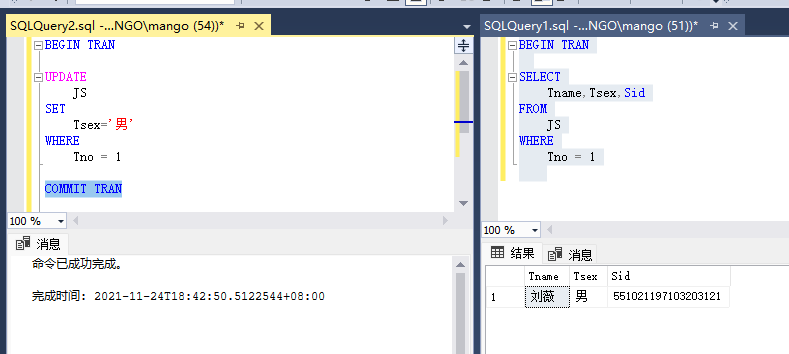 SQLQuery2.sql -...NGO\mango (54))*
BEGIN TRAN
UPDATE
JS
SET
Tsex='男'
WHERE
Tno = 1
COMMIT TRAN
100 %
消息
命令已成功完成。
完成时间: 2021-11-24T18:42:50.5122544+08:00
SQLQuery1.sql -...NGO\mango (51))*
BEGIN TRAN
SELECT
Tname,Tsex,Sid
FROM
JS
WHERE
Tno = 1
100 %
结果 消息
Tname Tsex Sid
1 刘薇 男 551021197103203121